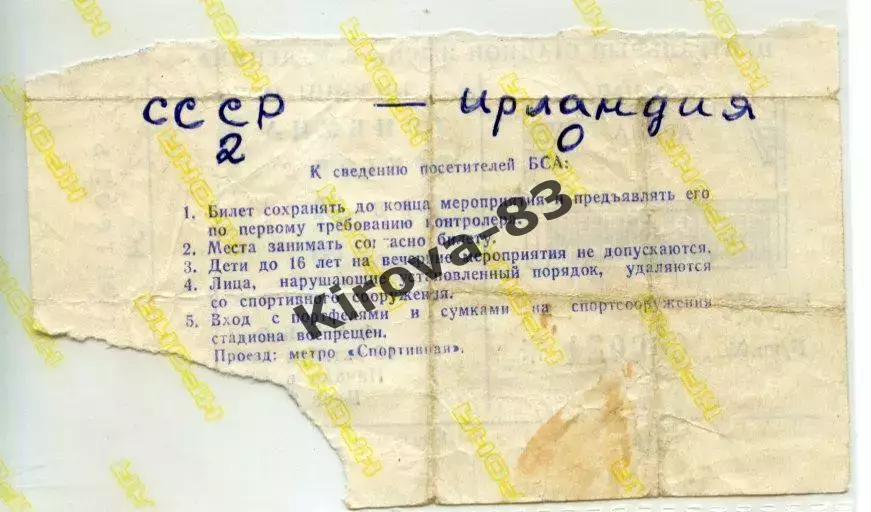 СССР — Ирландия
2 0
К сведению посетителей БСА:
1. Билет сохранять до конца мероприятия и предъявлять его
по первому требованию контролера.
2. Места занимать согласно билету.
3. Дети до 16 лет на вечерние мероприятия не допускаются.
4. Лица, нарушающие установленный порядок, удаляются
со спортивного сооружения.
5. Вход с портфелями и сумками на спортсооружения
стадиона воспрещен.
Проезд: метро «Спортивная».
Kirova-83